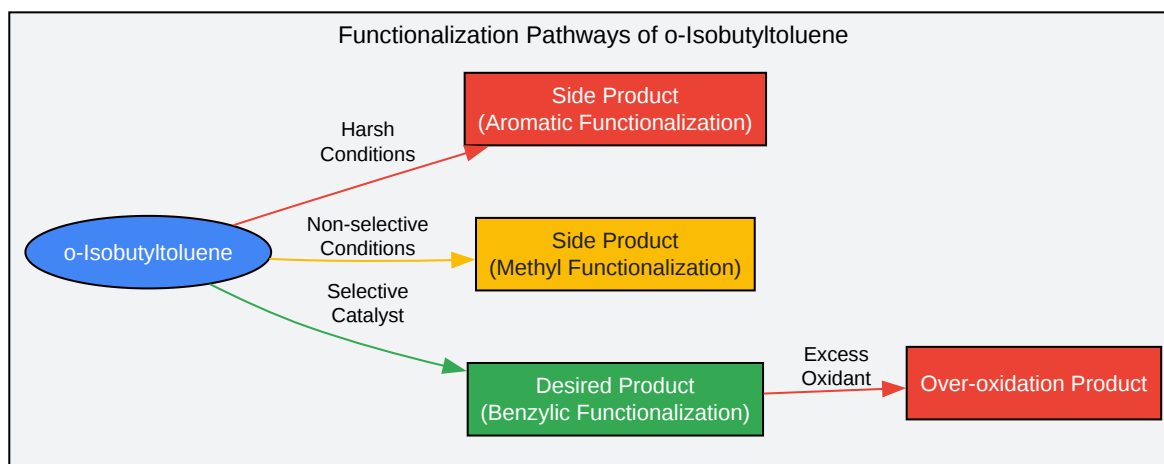 Functionalization Pathways of o-Isobutyltoluene
Side Product
(Aromatic Functionalization)
Harsh
Conditions
o-Isobutyltoluene
Non-selective
Conditions
Side Product
(Methyl Functionalization)
Selective
Catalyst
Desired Product
(Benzylic Functionalization)
Excess
Oxidant
Over-oxidation Product